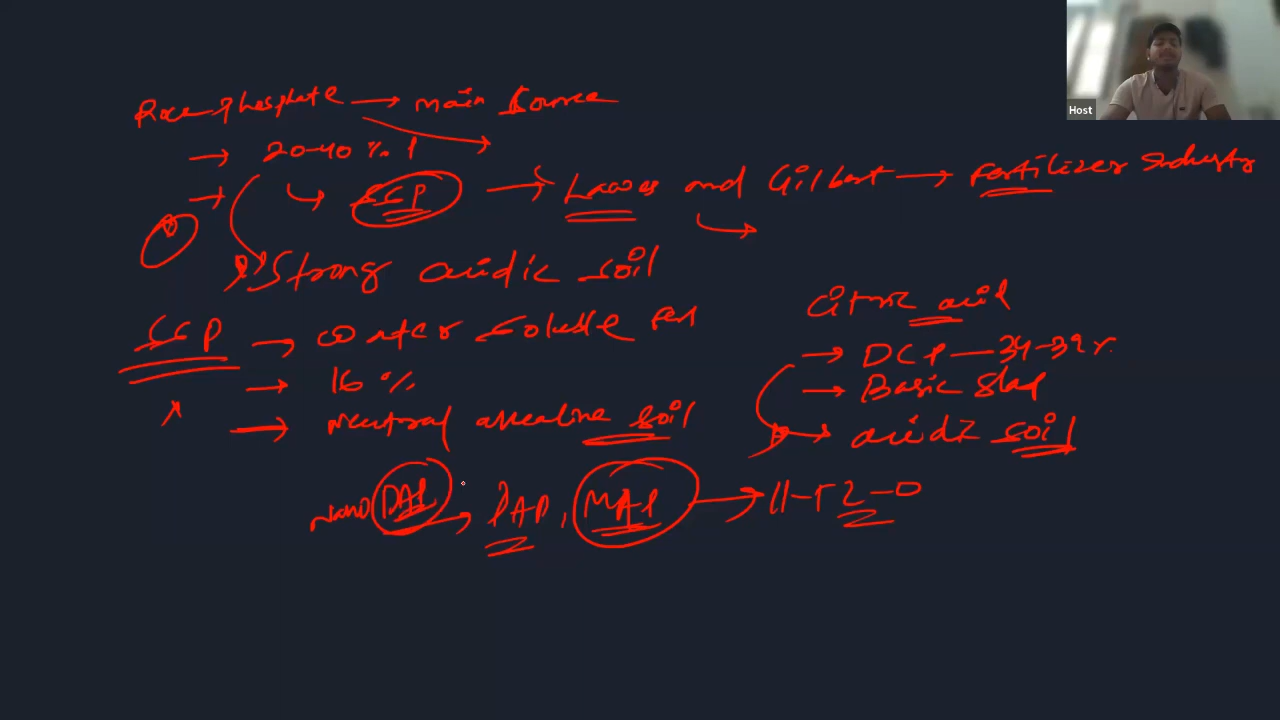 Rock phosphate → main source
→ 20-40 % P
→ SSP → Lawes and Gilbert → Fertilizer Industry
Strong acidic soil
SSP → water soluble fert
→ 16 %
→ Neutral alkaline soil
Citric acid
→ DCP - 34-39 %
→ Basic slag
→ acidic soil
Nano DAP → DAP, MAP → 11-52-0
Host